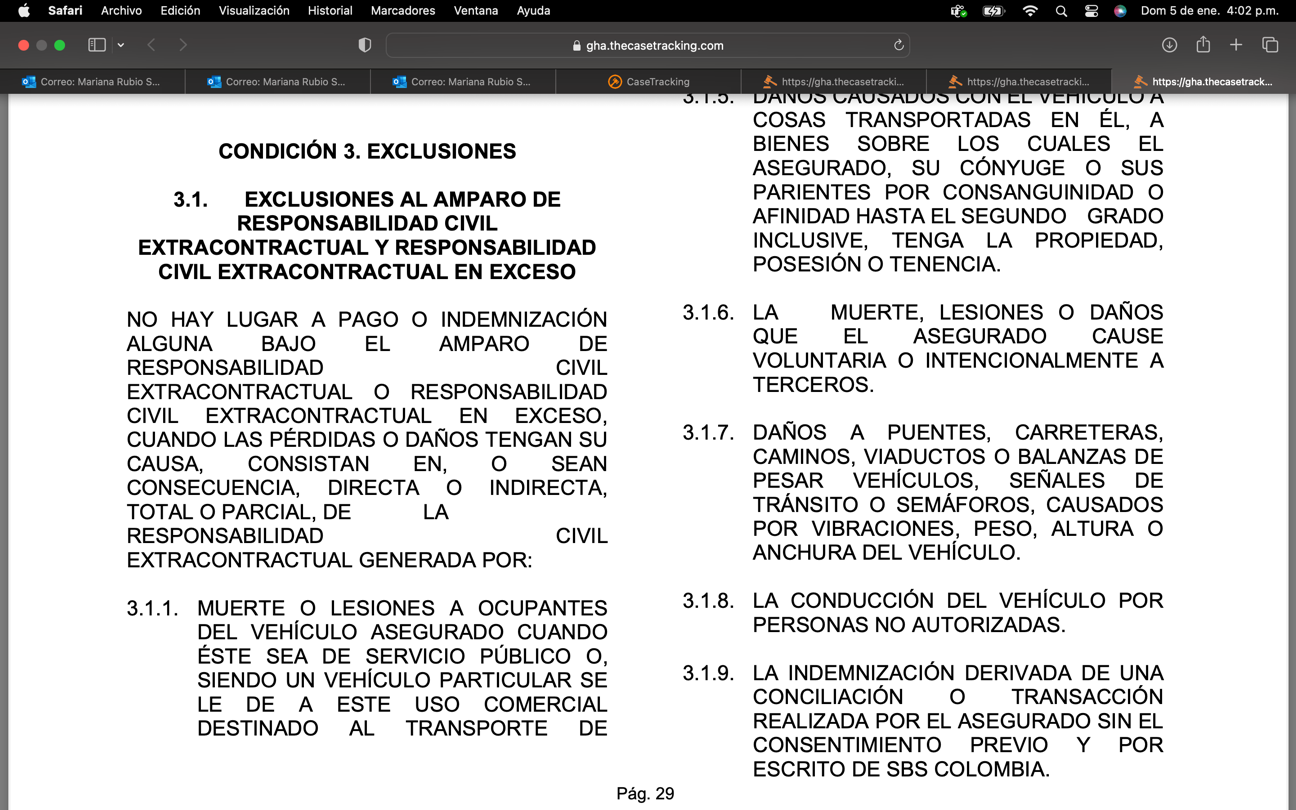 Safari Archivo Edición Visualización Historial Marcadores Ventana Ayuda Dom 5 de ene. 4:02 p.m.
gha.thecasetracking.com
Correo: Mariana Rubio S... Correo: Mariana Rubio S... Correo: Mariana Rubio S... CaseTracking https://gha.thecasetracki... https://gha.thecasetracki... https://gha.thecasetrack...
CONDICIÓN 3. EXCLUSIONES
3.1. EXCLUSIONES AL AMPARO DE
RESPONSABILIDAD CIVIL
EXTRACONTRACTUAL Y RESPONSABILIDAD
CIVIL EXTRACONTRACTUAL EN EXCESO
NO HAY LUGAR A PAGO O INDEMNIZACIÓN
ALGUNA BAJO EL AMPARO DE
RESPONSABILIDAD CIVIL
EXTRACONTRACTUAL O RESPONSABILIDAD
CIVIL EXTRACONTRACTUAL EN EXCESO,
CUANDO LAS PÉRDIDAS O DAÑOS TENGAN SU
CAUSA, CONSISTAN EN, O SEAN
CONSECUENCIA, DIRECTA O INDIRECTA,
TOTAL O PARCIAL, DE LA
RESPONSABILIDAD CIVIL
EXTRACONTRACTUAL GENERADA POR:
3.1.1. MUERTE O LESIONES A OCUPANTES
DEL VEHÍCULO ASEGURADO CUANDO
ÉSTE SEA DE SERVICIO PÚBLICO O,
SIENDO UN VEHÍCULO PARTICULAR SE
LE DE A ESTE USO COMERCIAL
DESTINADO AL TRANSPORTE DE
3.1.5. DAÑOS CAUSADOS CON EL VEHÍCULO A
COSAS TRANSPORTADAS EN ÉL, A
BIENES SOBRE LOS CUALES EL
ASEGURADO, SU CÓNYUGE O SUS
PARIENTES POR CONSANGUINIDAD O
AFINIDAD HASTA EL SEGUNDO GRADO
INCLUSIVE, TENGA LA PROPIEDAD,
POSESIÓN O TENENCIA.
3.1.6. LA MUERTE, LESIONES O DAÑOS
QUE EL ASEGURADO CAUSE
VOLUNTARIA O INTENCIONALMENTE A
TERCEROS.
3.1.7. DAÑOS A PUENTES, CARRETERAS,
CAMINOS, VIADUCTOS O BALANZAS DE
PESAR VEHÍCULOS, SEÑALES DE
TRÁNSITO O SEMÁFOROS, CAUSADOS
POR VIBRACIONES, PESO, ALTURA O
ANCHURA DEL VEHÍCULO.
3.1.8. LA CONDUCCIÓN DEL VEHÍCULO POR
PERSONAS NO AUTORIZADAS.
3.1.9. LA INDEMNIZACIÓN DERIVADA DE UNA
CONCILIACIÓN O TRANSACCIÓN
REALIZADA POR EL ASEGURADO SIN EL
CONSENTIMIENTO PREVIO Y POR
ESCRITO DE SBS COLOMBIA.
Pág. 29